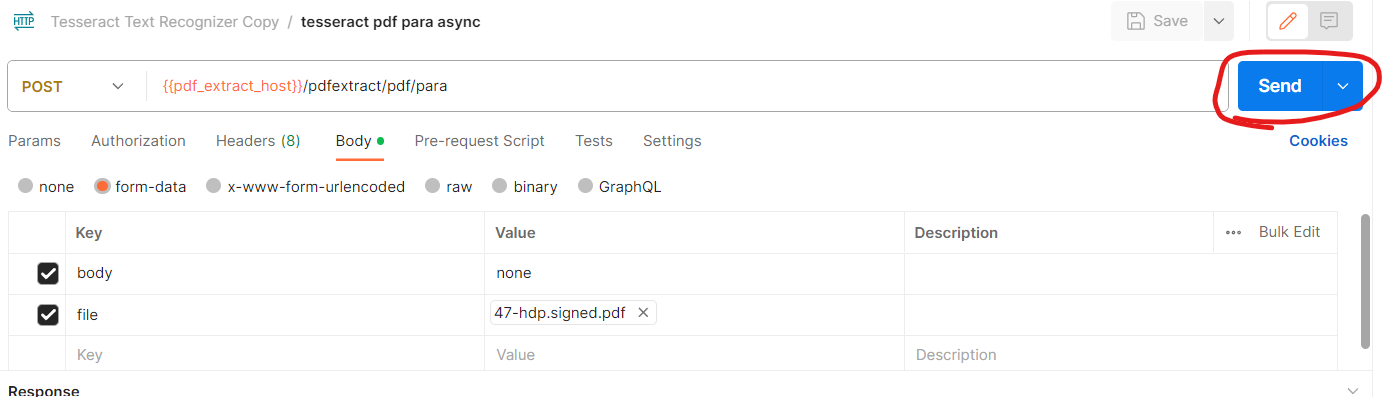 HTTP Tesseract Text Recognizer Copy / tesseract pdf para async Save
POST {{pdf_extract_host}}/pdfextract/pdf/para Send
Params Authorization Headers (8) Body Pre-request Script Tests Settings Cookies
none form-data x-www-form-urlencoded raw binary GraphQL
Key Value Description ••• Bulk Edit
body none
file 47-hdp.signed.pdf ×
Key Value Description
Response